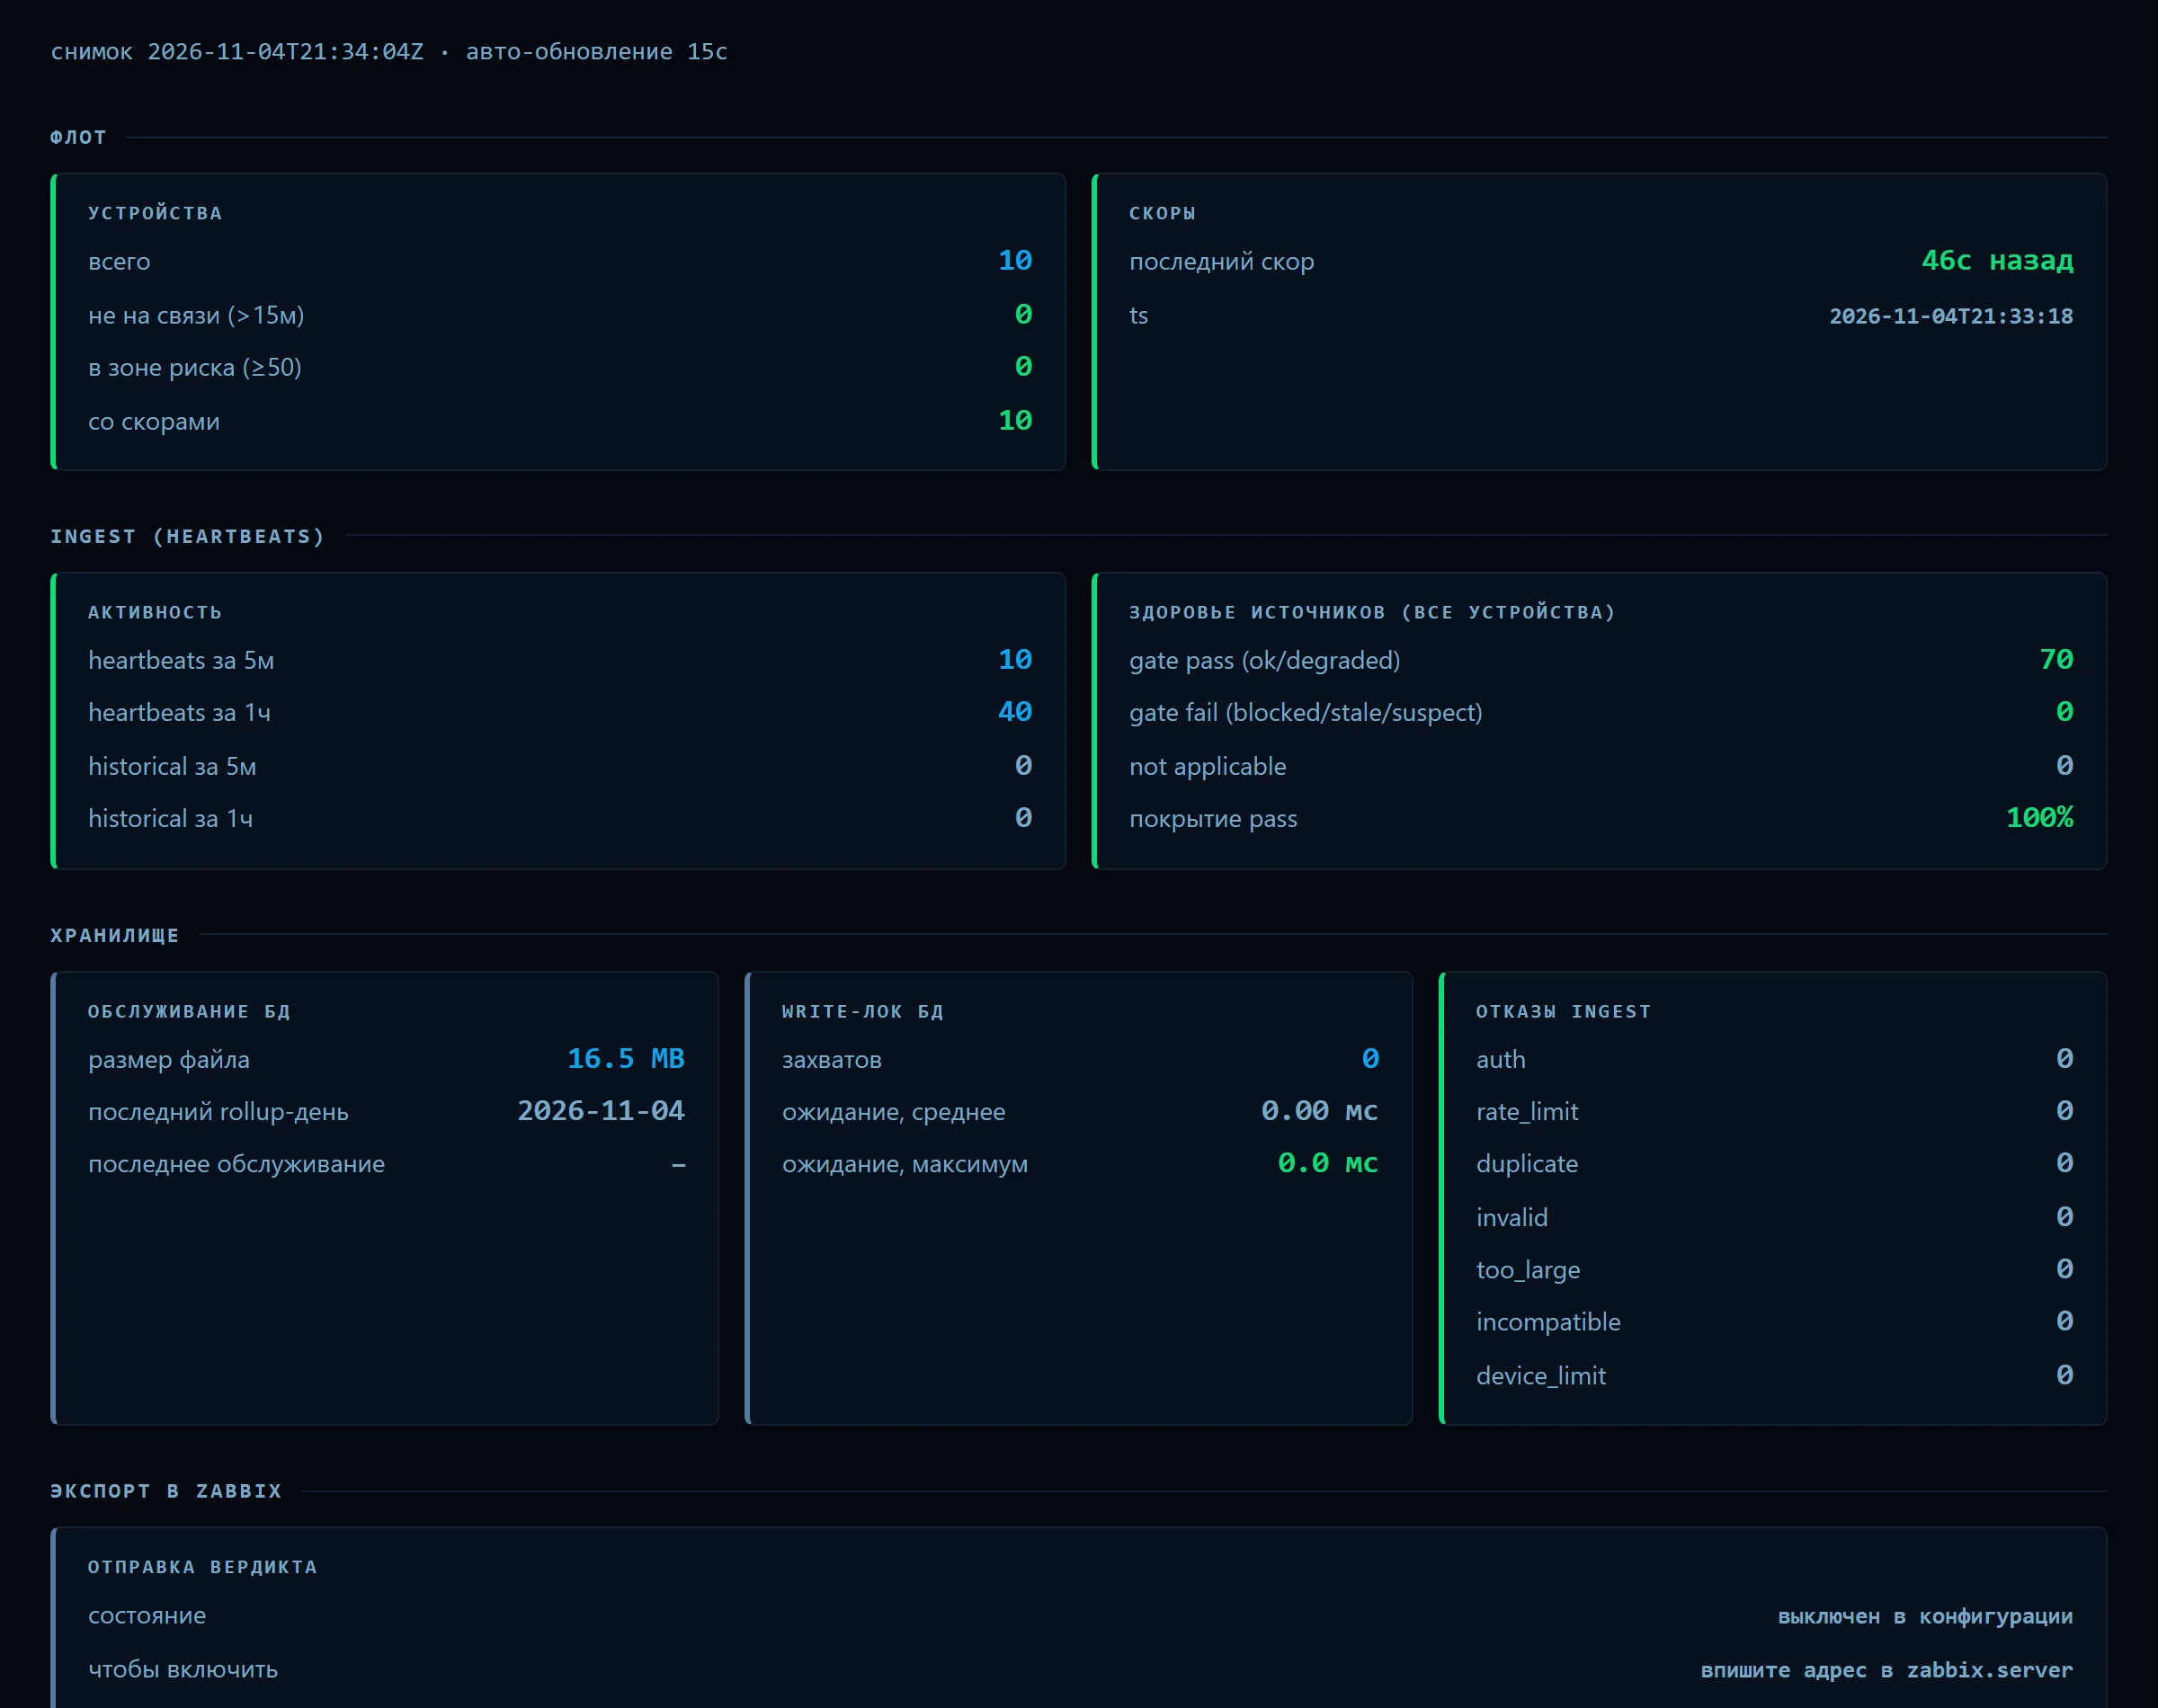 снимок 2026-11-04T21:34:04Z · авто-обновление 15с
ФЛОТ
УСТРОЙСТВА
всего 10
не на связи (>15м) 0
в зоне риска (≥50) 0
со скорами 10
СКОРЫ
последний скор 46с назад
ts 2026-11-04T21:33:18
INGEST (HEARTBEATS)
АКТИВНОСТЬ
heartbeats за 5м 10
heartbeats за 1ч 40
historical за 5м 0
historical за 1ч 0
ЗДОРОВЬЕ ИСТОЧНИКОВ (ВСЕ УСТРОЙСТВА)
gate pass (ok/degraded) 70
gate fail (blocked/stale/suspect) 0
not applicable 0
покрытие pass 100%
ХРАНИЛИЩЕ
ОБСЛУЖИВАНИЕ БД
размер файла 16.5 MB
последний rollup-день 2026-11-04
последнее обслуживание –
WRITE-ЛОК БД
захватов 0
ожидание, среднее 0.00 мс
ожидание, максимум 0.0 мс
ОТКАЗЫ INGEST
auth 0
rate_limit 0
duplicate 0
invalid 0
too_large 0
incompatible 0
device_limit 0
ЭКСПОРТ В ZABBIX
ОТПРАВКА ВЕРДИКТА
состояние выключен в конфигурации
чтобы включить впишите адрес в zabbix.server